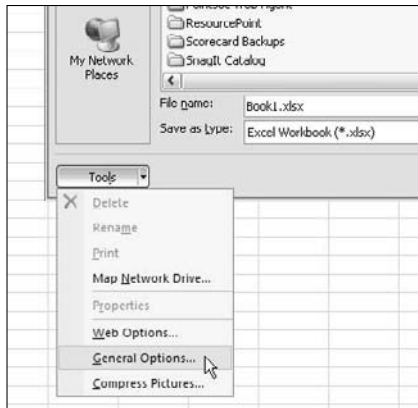 ResourcePoint
Scorecard Backups
SnagIt Catalog
My Network
Places
File name:
Book1.xlsx
Save as type:
Excel Workbook (*.xlsx)
Tools
Delete
Rename
Print
Map Network Drive...
Properties
Web Options...
General Options...
Compress Pictures...